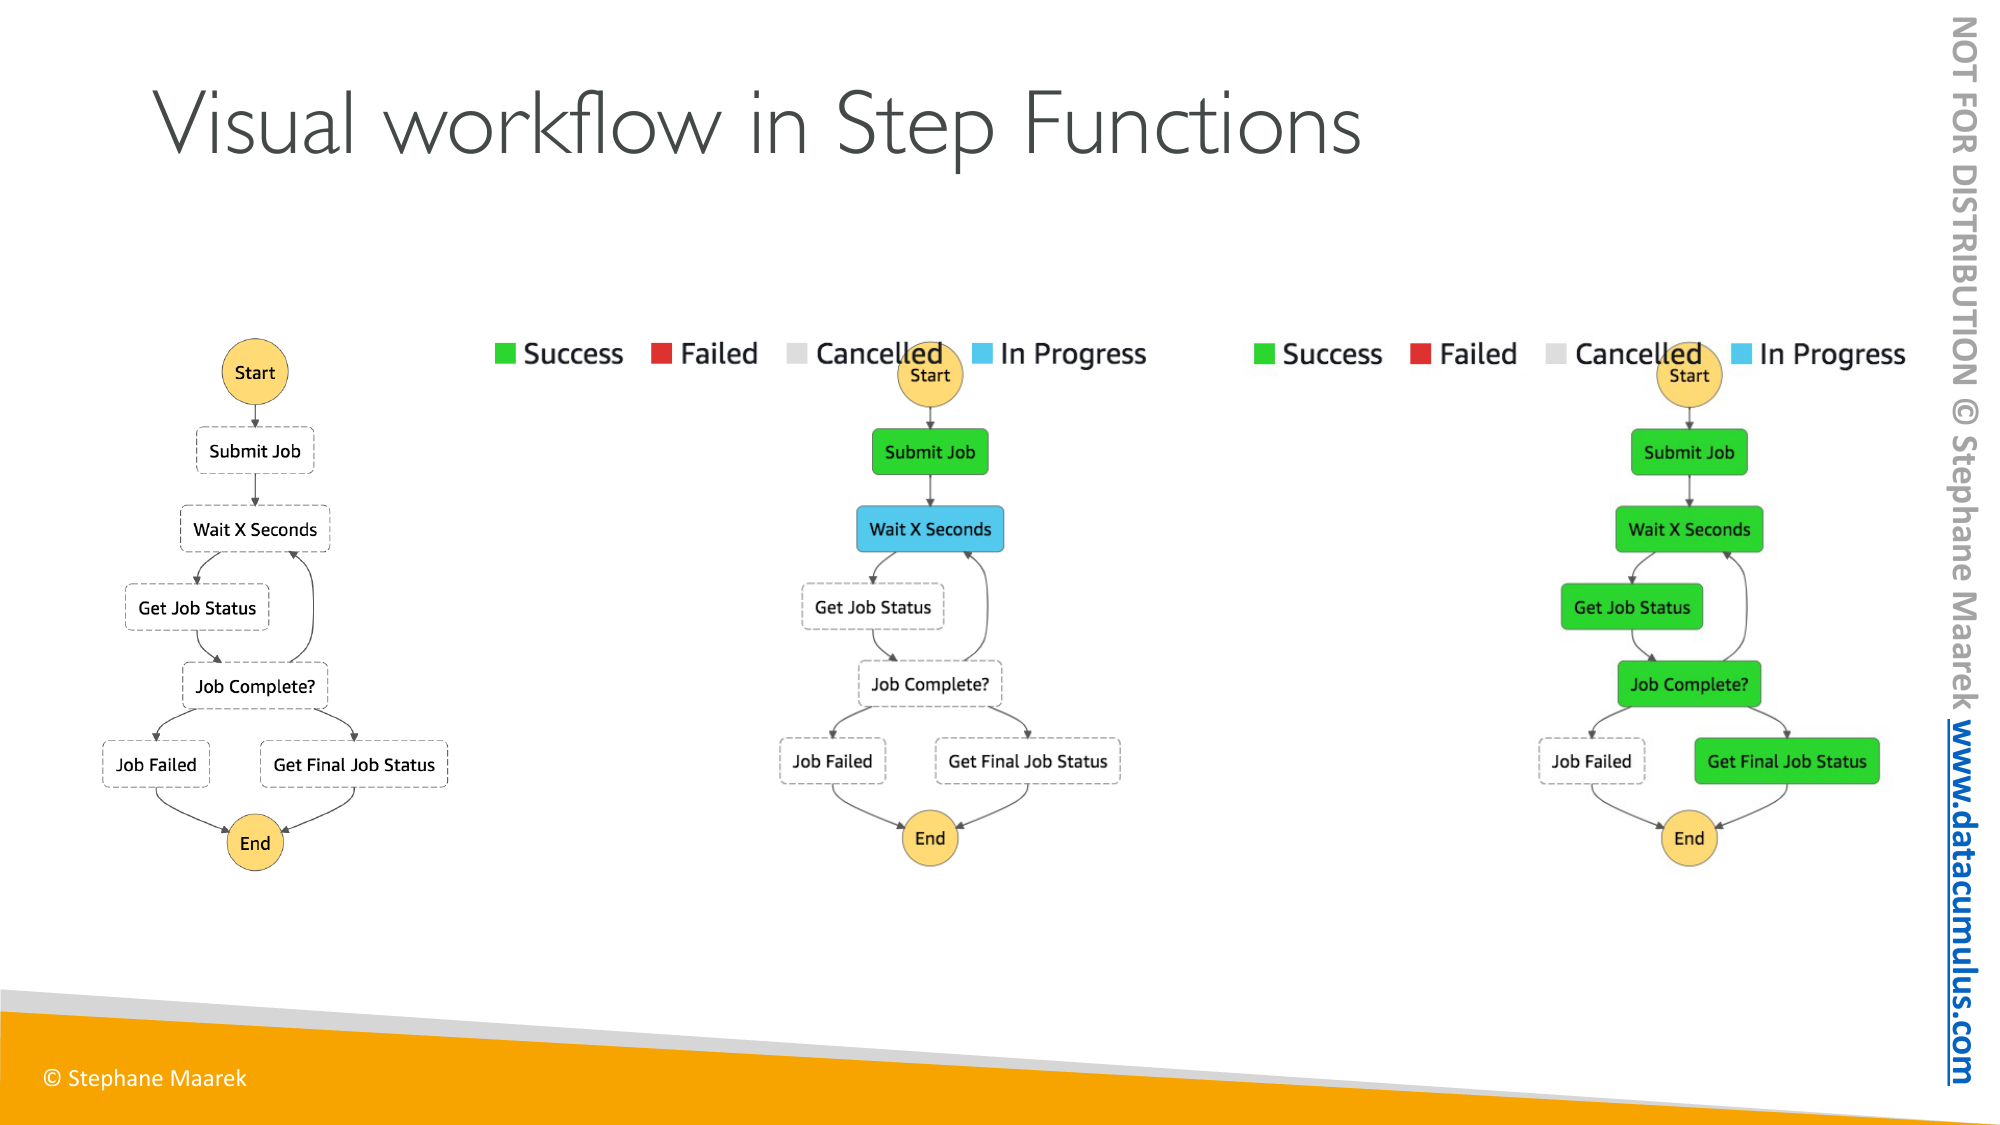 Visual workflow in Step Functions
Start
Submit Job
Wait X Seconds
Get Job Status
Job Complete?
Job Failed
Get Final Job Status
End
Success Failed Cancelled In Progress
Start
Submit Job
Wait X Seconds
Get Job Status
Job Complete?
Job Failed
Get Final Job Status
End
Success Failed Cancelled In Progress
Start
Submit Job
Wait X Seconds
Get Job Status
Job Complete?
Job Failed
Get Final Job Status
End
NOT FOR DISTRIBUTION © Stephane Maarek www.datacumulus.com
© Stephane Maarek